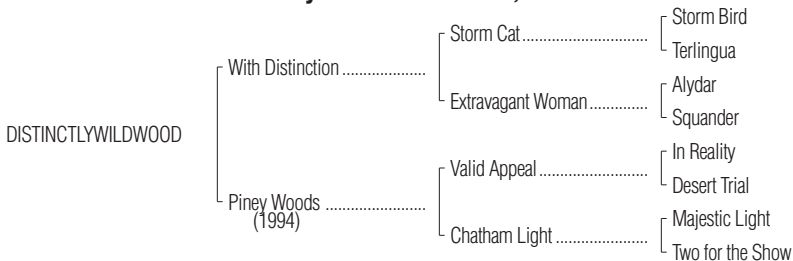 Storm Bird
Storm Cat
Terlingua
With Distinction
Alydar
Extravagant Woman
Squander
DISTINCTLYWILDWOOD
In Reality
Valid Appeal
Desert Trial
Piney Woods
(1994)
Majestic Light
Chatham Light
Two for the Show